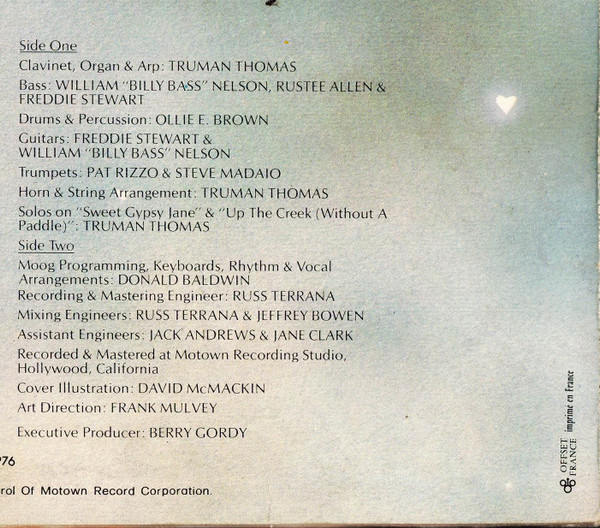 Side One
Clavinet, Organ & Arp: TRUMAN THOMAS
Bass: WILLIAM "BILLY BASS" NELSON, RUSTEE ALLEN &
FREDDIE STEWART
Drums & Percussion: OLLIE E. BROWN
Guitars: FREDDIE STEWART &
WILLIAM "BILLY BASS" NELSON
Trumpets: PAT RIZZO & STEVE MADAIO
Horn & String Arrangement: TRUMAN THOMAS
Solos on "Sweet Gypsy Jane" & "Up The Creek (Without A
Paddle)": TRUMAN THOMAS
Side Two
Moog Programming, Keyboards, Rhythm & Vocal
Arrangements: DONALD BALDWIN
Recording & Mastering Engineer: RUSS TERRANA
Mixing Engineers: RUSS TERRANA & JEFFREY BOWEN
Assistant Engineers: JACK ANDREWS & JANE CLARK
Recorded & Mastered at Motown Recording Studio,
Hollywood, California
Cover Illustration: DAVID McMACKIN
Art Direction: FRANK MULVEY
Executive Producer: BERRY GORDY
976
rol Of Motown Record Corporation.
OFFSET
FRANCE
imprimé en France